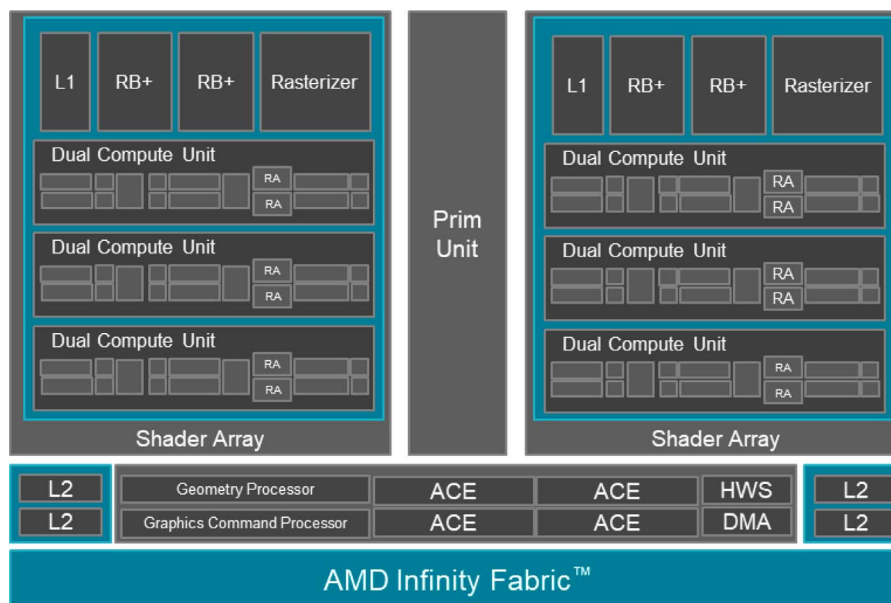 L1
RB+
RB+
Rasterizer
Dual Compute Unit
RA
RA
Dual Compute Unit
RA
RA
Dual Compute Unit
RA
RA
Shader Array
Prim
Unit
L1
RB+
RB+
Rasterizer
Dual Compute Unit
RA
RA
Dual Compute Unit
RA
RA
Dual Compute Unit
RA
RA
Shader Array
L2
L2
Geometry Processor
Graphics Command Processor
ACE
ACE
ACE
ACE
HWS
DMA
L2
L2
AMD Infinity Fabric™